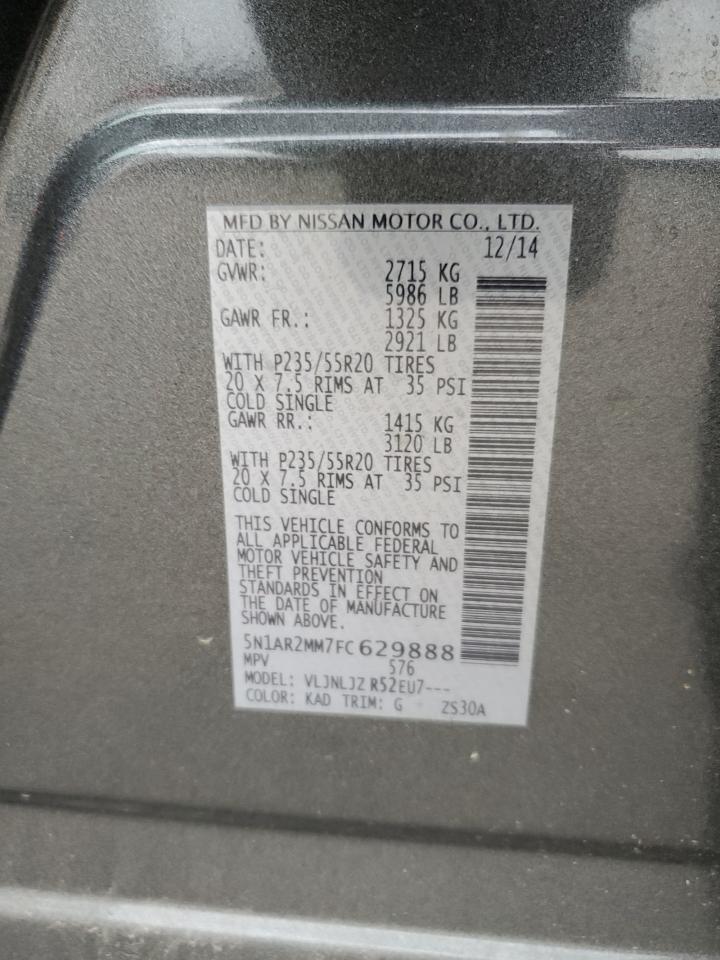 MFD BY NISSAN MOTOR CO., LTD.
DATE: 12/14
GVWR: 2715 KG
5986 LB
GAWR FR.: 1325 KG
2921 LB
WITH P235/55R20 TIRES
20 X 7.5 RIMS AT 35 PSI
COLD SINGLE
GAWR RR.: 1415 KG
3120 LB
WITH P235/55R20 TIRES
20 X 7.5 RIMS AT 35 PSI
COLD SINGLE
THIS VEHICLE CONFORMS TO
ALL APPLICABLE FEDERAL
MOTOR VEHICLE SAFETY AND
THEFT PREVENTION
STANDARDS IN EFFECT ON
THE DATE OF MANUFACTURE
SHOWN ABOVE.
5N1AR2MM7FC629888
MPV 576
MODEL: VLJNLJZ R52EU7---
COLOR: KAD TRIM: G ZS30A